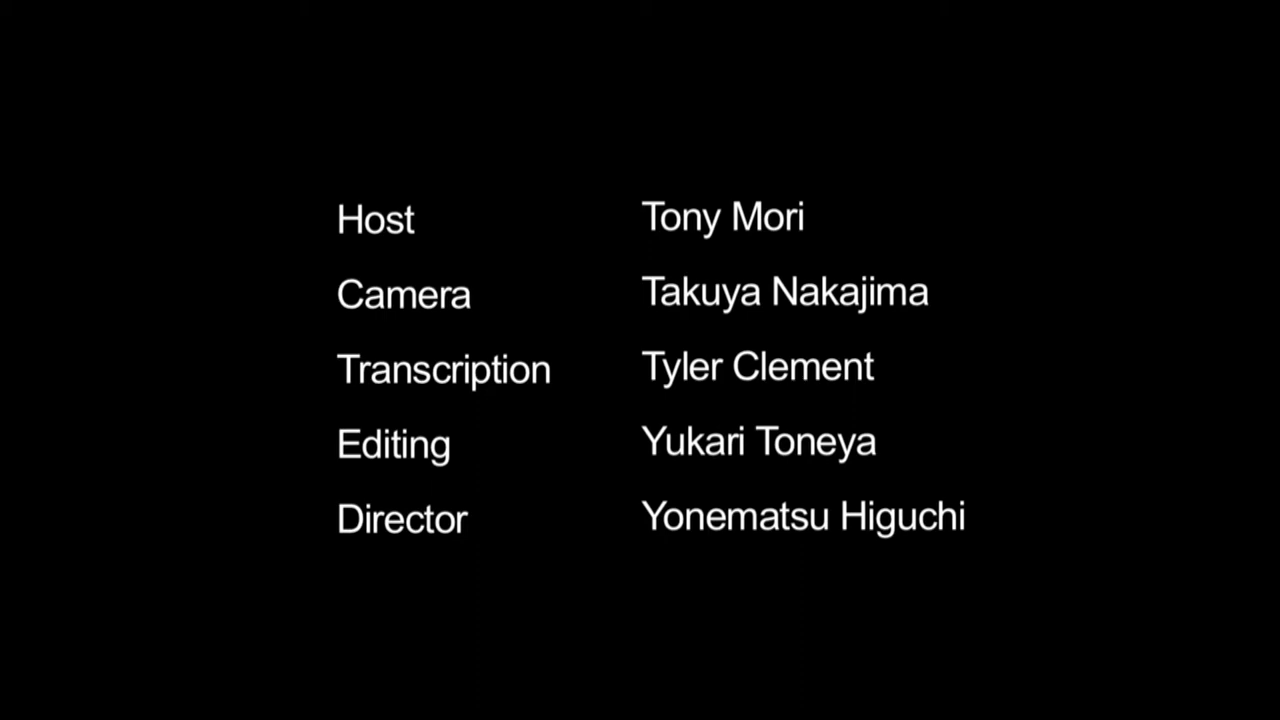 Host Tony Mori
Camera Takuya Nakajima
Transcription Tyler Clement
Editing Yukari Toneya
Director Yonematsu Higuchi